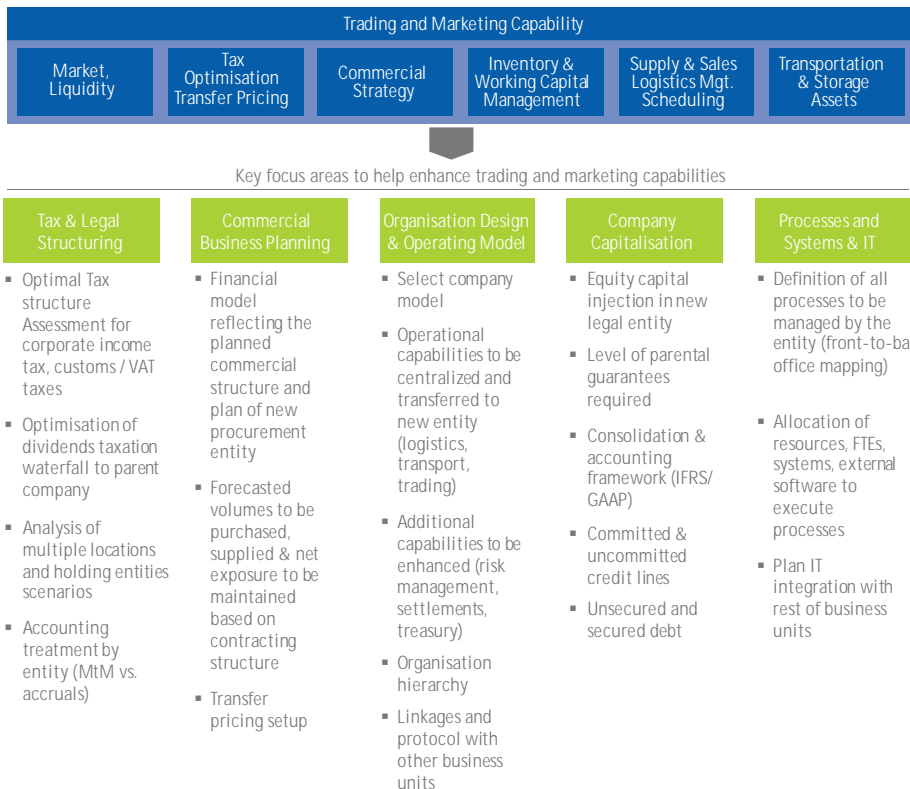 Trading and Marketing Capability
Market,
Liquidity
Tax
Optimisation
Transfer Pricing
Commercial
Strategy
Inventory &
Working Capital
Management
Supply & Sales
Logistics Mgt.
Scheduling
Transportation
& Storage
Assets
Key focus areas to help enhance trading and marketing capabilities
Tax & Legal
Structuring
▪ Optimal Tax
structure
Assessment for
corporate income
tax, customs / VAT
taxes
▪ Optimisation of
dividends taxation
waterfall to parent
company
▪ Analysis of
multiple locations
and holding entities
scenarios
▪ Accounting
treatment by
entity (MtM vs.
accruals)
Commercial
Business Planning
▪ Financial
model
reflecting the
planned
commercial
structure and
plan of new
procurement
entity
▪ Forecasted
volumes to be
purchased,
supplied & net
exposure to be
maintained
based on
contracting
structure
▪ Transfer
pricing setup
Organisation Design
& Operating Model
▪ Select company
model
▪ Operational
capabilities to be
centralized and
transferred to
new entity
(logistics,
transport,
trading)
▪ Additional
capabilities to be
enhanced (risk
management,
settlements,
treasury)
▪ Organisation
hierarchy
▪ Linkages and
protocol with
other business
units
Company
Capitalisation
▪ Equity capital
injection in new
legal entity
▪ Level of parental
guarantees
required
▪ Consolidation &
accounting
framework (IFRS/
GAAP)
▪ Committed &
uncommitted
credit lines
▪ Unsecured and
secured debt
Processes and
Systems & IT
▪ Definition of all
processes to be
managed by the
entity (front-to-ba
office mapping)
▪ Allocation of
resources, FTEs,
systems, external
software to
execute
processes
▪ Plan IT
integration with
rest of business
units